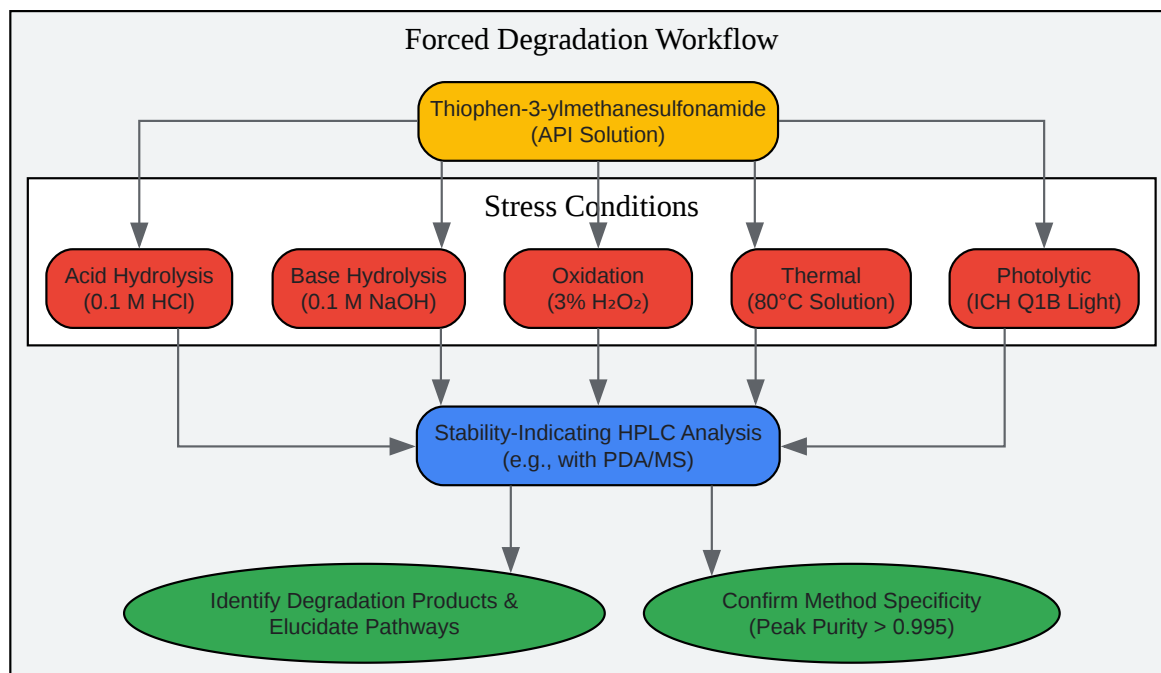 Forced Degradation Workflow
Thiophen-3-ylmethanesulfonamide
(API Solution)
Stress Conditions
Acid Hydrolysis
(0.1 M HCl)
Base Hydrolysis
(0.1 M NaOH)
Oxidation
(3% H₂O₂)
Thermal
(80°C Solution)
Photolytic
(ICH Q1B Light)
Stability-Indicating HPLC Analysis
(e.g., with PDA/MS)
Identify Degradation Products &
Elucidate Pathways
Confirm Method Specificity
(Peak Purity > 0.995)